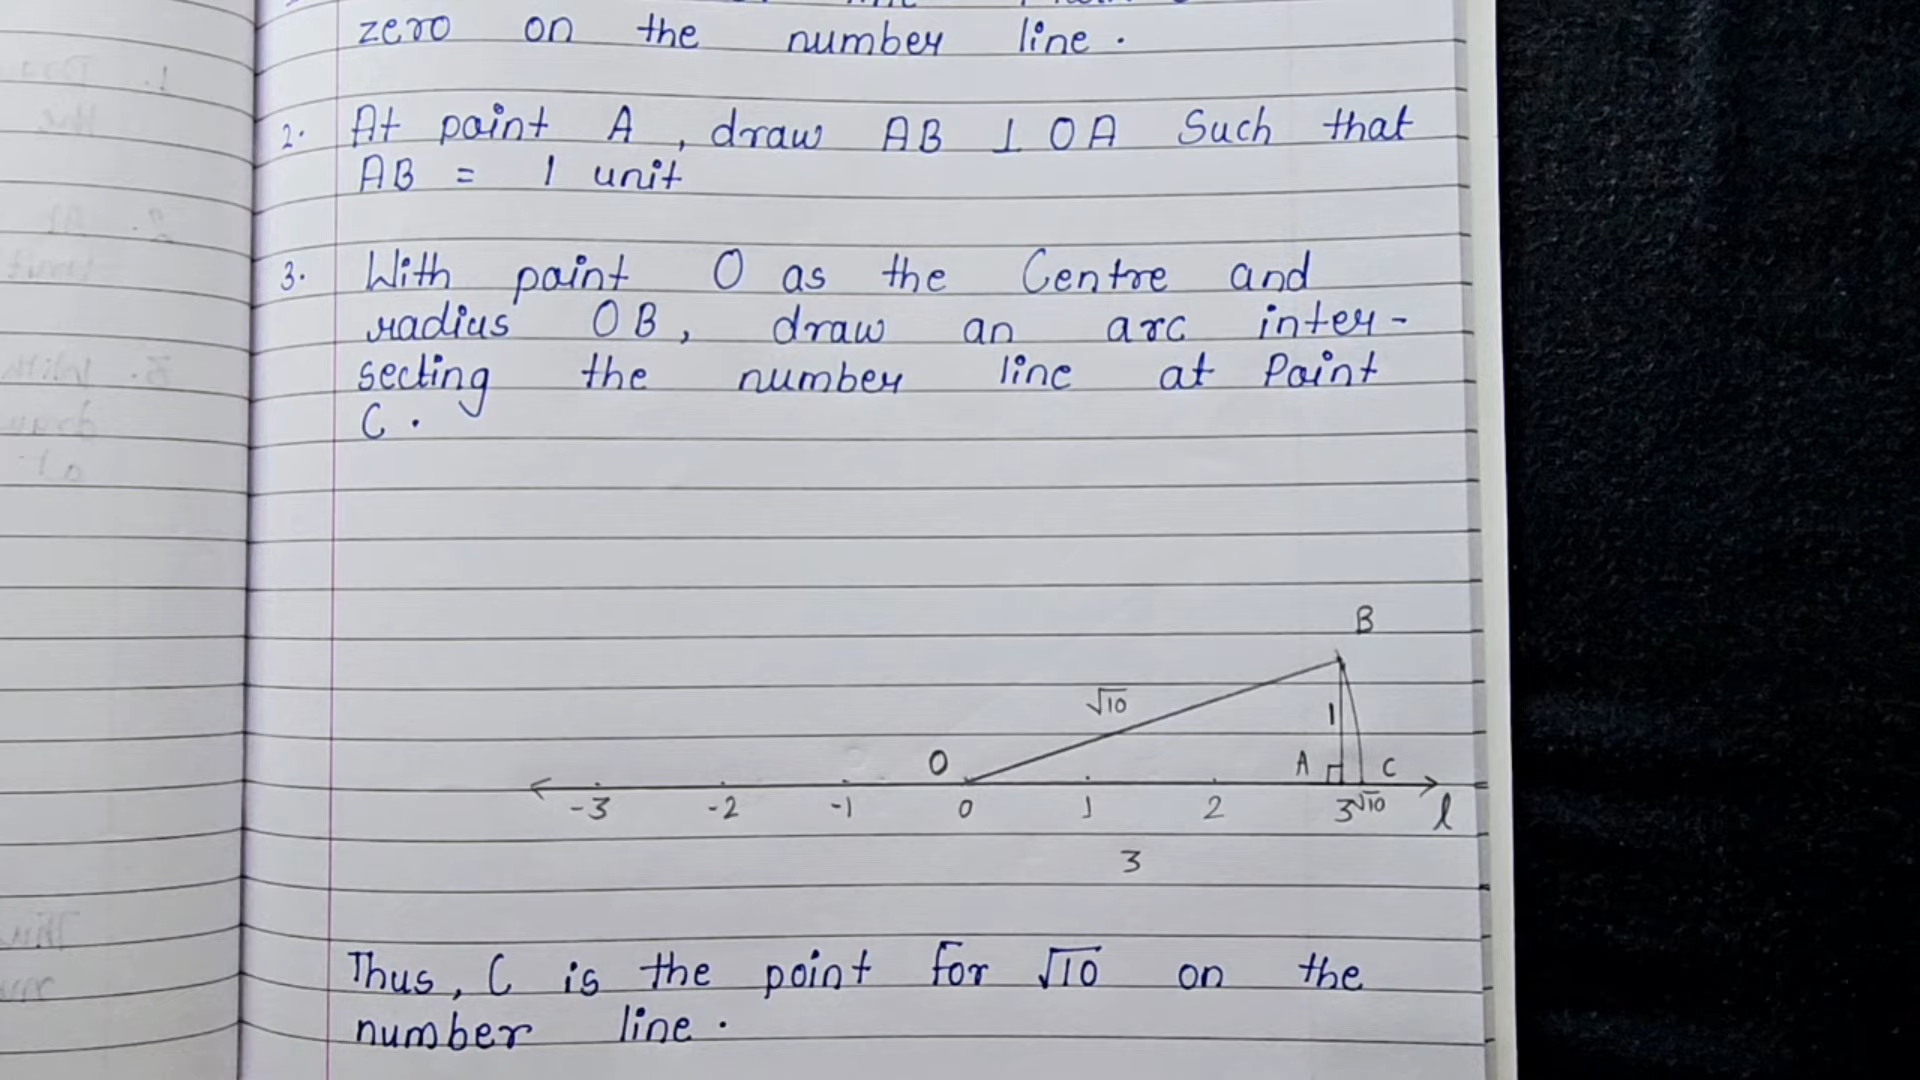 zero on the number line.
2. At point A, draw AB ⊥ OA Such that
AB = 1 unit
3. With point O as the Centre and
radius OB, draw an arc inter-
secting the number line at Point
C.
B
√10
1
O
A
C
-3 -2 -1 0 1 2 3 √10 l
3
Thus, C is the point for √10 on the
number line.